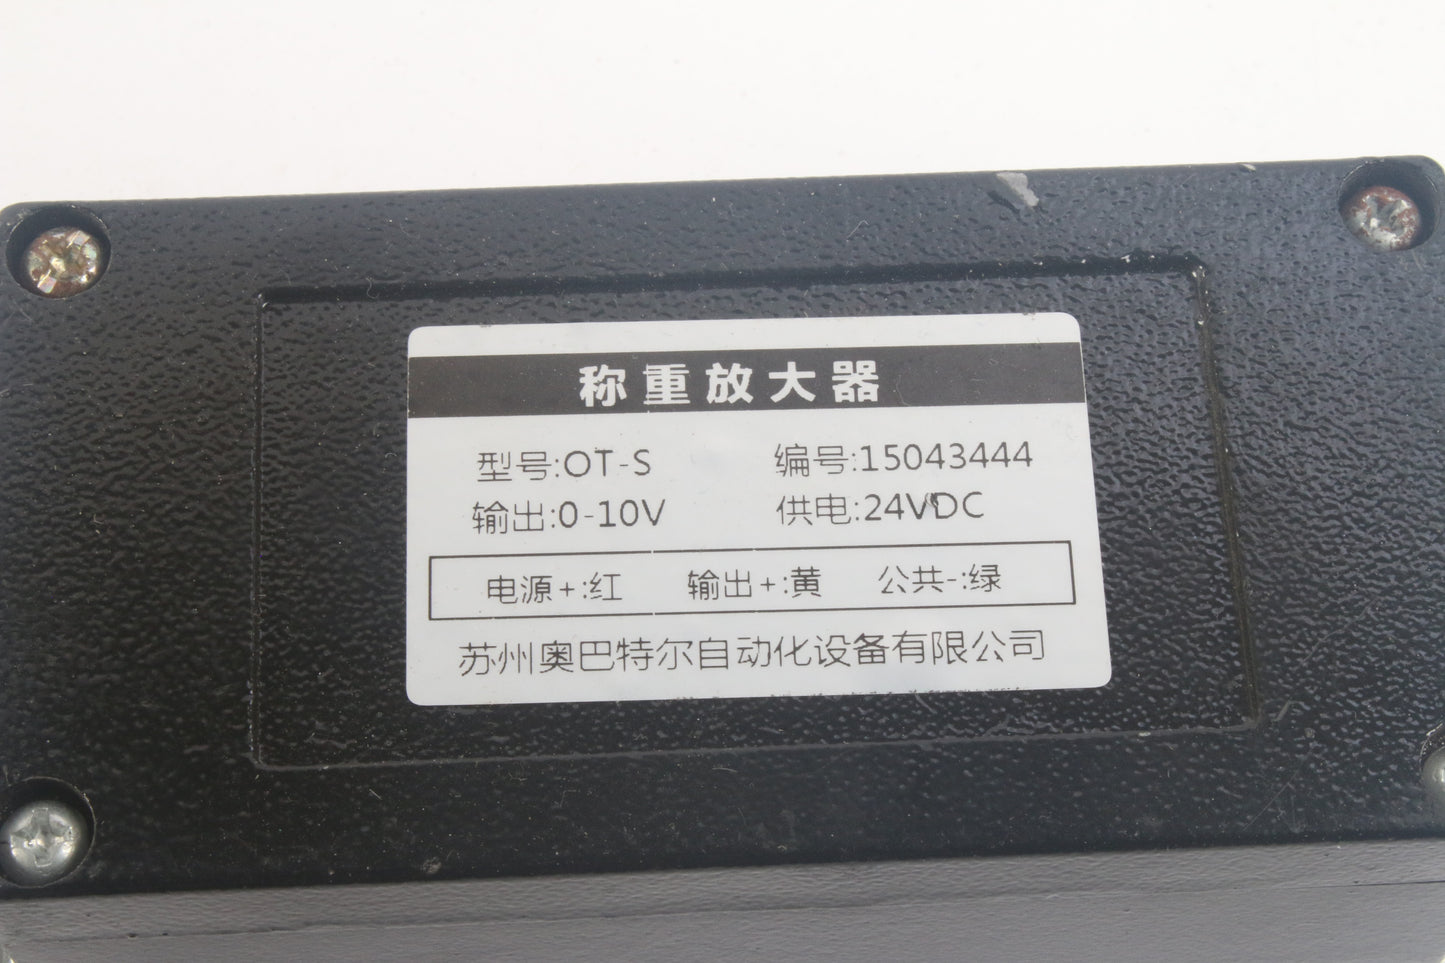 称重放大器
型号:OT-S 编号:15043444
输出:0-10V 供电:24VDC
电源+:红 输出+:黄 公共-:绿
苏州奥巴特尔自动化设备有限公司